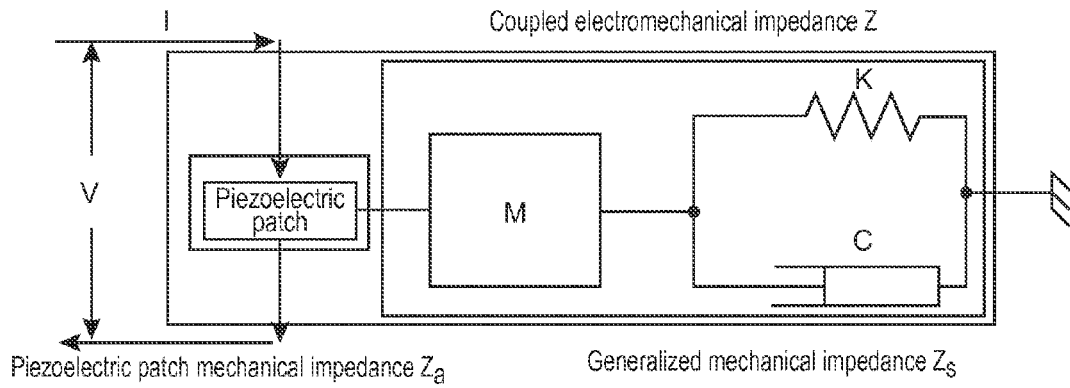 I
Coupled electromechanical impedance Z
K
V
Piezoelectric
patch
M
C
Piezoelectric patch mechanical impedance Za
Generalized mechanical impedance Zs